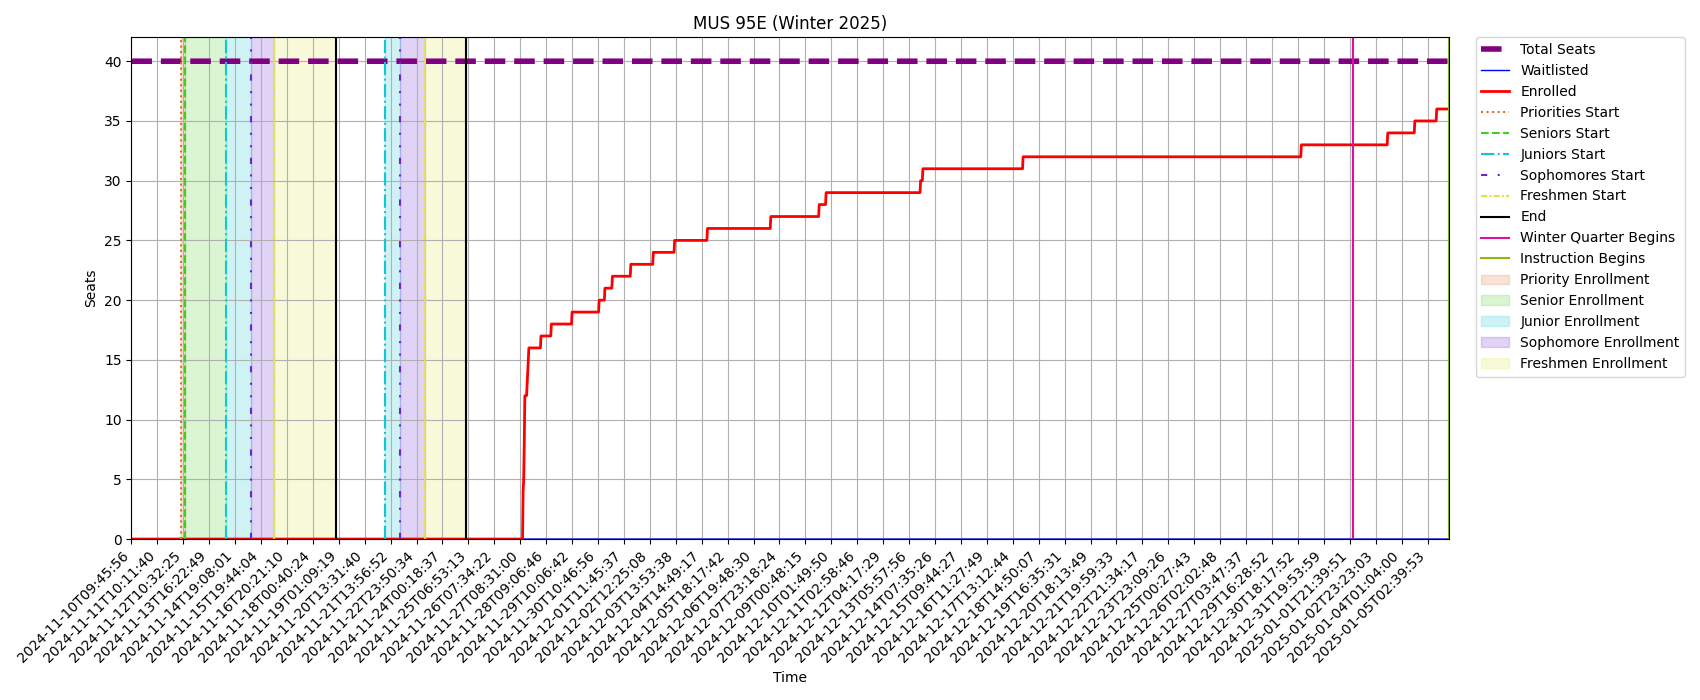 MUS 95E (Winter 2025)
Seats
40
35
30
25
20
15
10
5
0
2024-11-10T09:45:56
2024-11-11T10:11:40
2024-11-12T10:32:25
2024-11-13T16:22:49
2024-11-14T19:08:01
2024-11-15T19:44:04
2024-11-16T20:21:10
2024-11-18T00:40:24
2024-11-19T01:09:19
2024-11-20T13:31:40
2024-11-21T13:56:52
2024-11-22T23:50:34
2024-11-24T00:18:37
2024-11-25T06:53:13
2024-11-26T07:34:22
2024-11-27T08:31:00
2024-11-28T09:06:46
2024-11-29T10:06:42
2024-11-30T10:46:56
2024-12-01T11:45:37
2024-12-02T12:25:08
2024-12-03T13:53:38
2024-12-04T14:49:17
2024-12-05T18:17:42
2024-12-06T19:48:30
2024-12-07T23:18:24
2024-12-09T00:48:15
2024-12-10T01:49:50
2024-12-11T02:58:46
2024-12-12T04:17:29
2024-12-13T05:57:56
2024-12-14T07:35:26
2024-12-15T09:44:27
2024-12-16T11:27:49
2024-12-17T13:12:44
2024-12-18T14:50:07
2024-12-19T16:35:31
2024-12-20T18:13:49
2024-12-21T19:59:33
2024-12-22T21:34:17
2024-12-23T23:09:26
2024-12-25T00:27:43
2024-12-26T02:02:48
2024-12-27T03:47:37
2024-12-29T16:28:52
2024-12-30T18:17:52
2024-12-31T19:53:59
2025-01-01T21:39:51
2025-01-02T23:23:03
2025-01-04T01:04:00
2025-01-05T02:39:53
Time
Total Seats
Waitlisted
Enrolled
Priorities Start
Seniors Start
Juniors Start
Sophomores Start
Freshmen Start
End
Winter Quarter Begins
Instruction Begins
Priority Enrollment
Senior Enrollment
Junior Enrollment
Sophomore Enrollment
Freshmen Enrollment